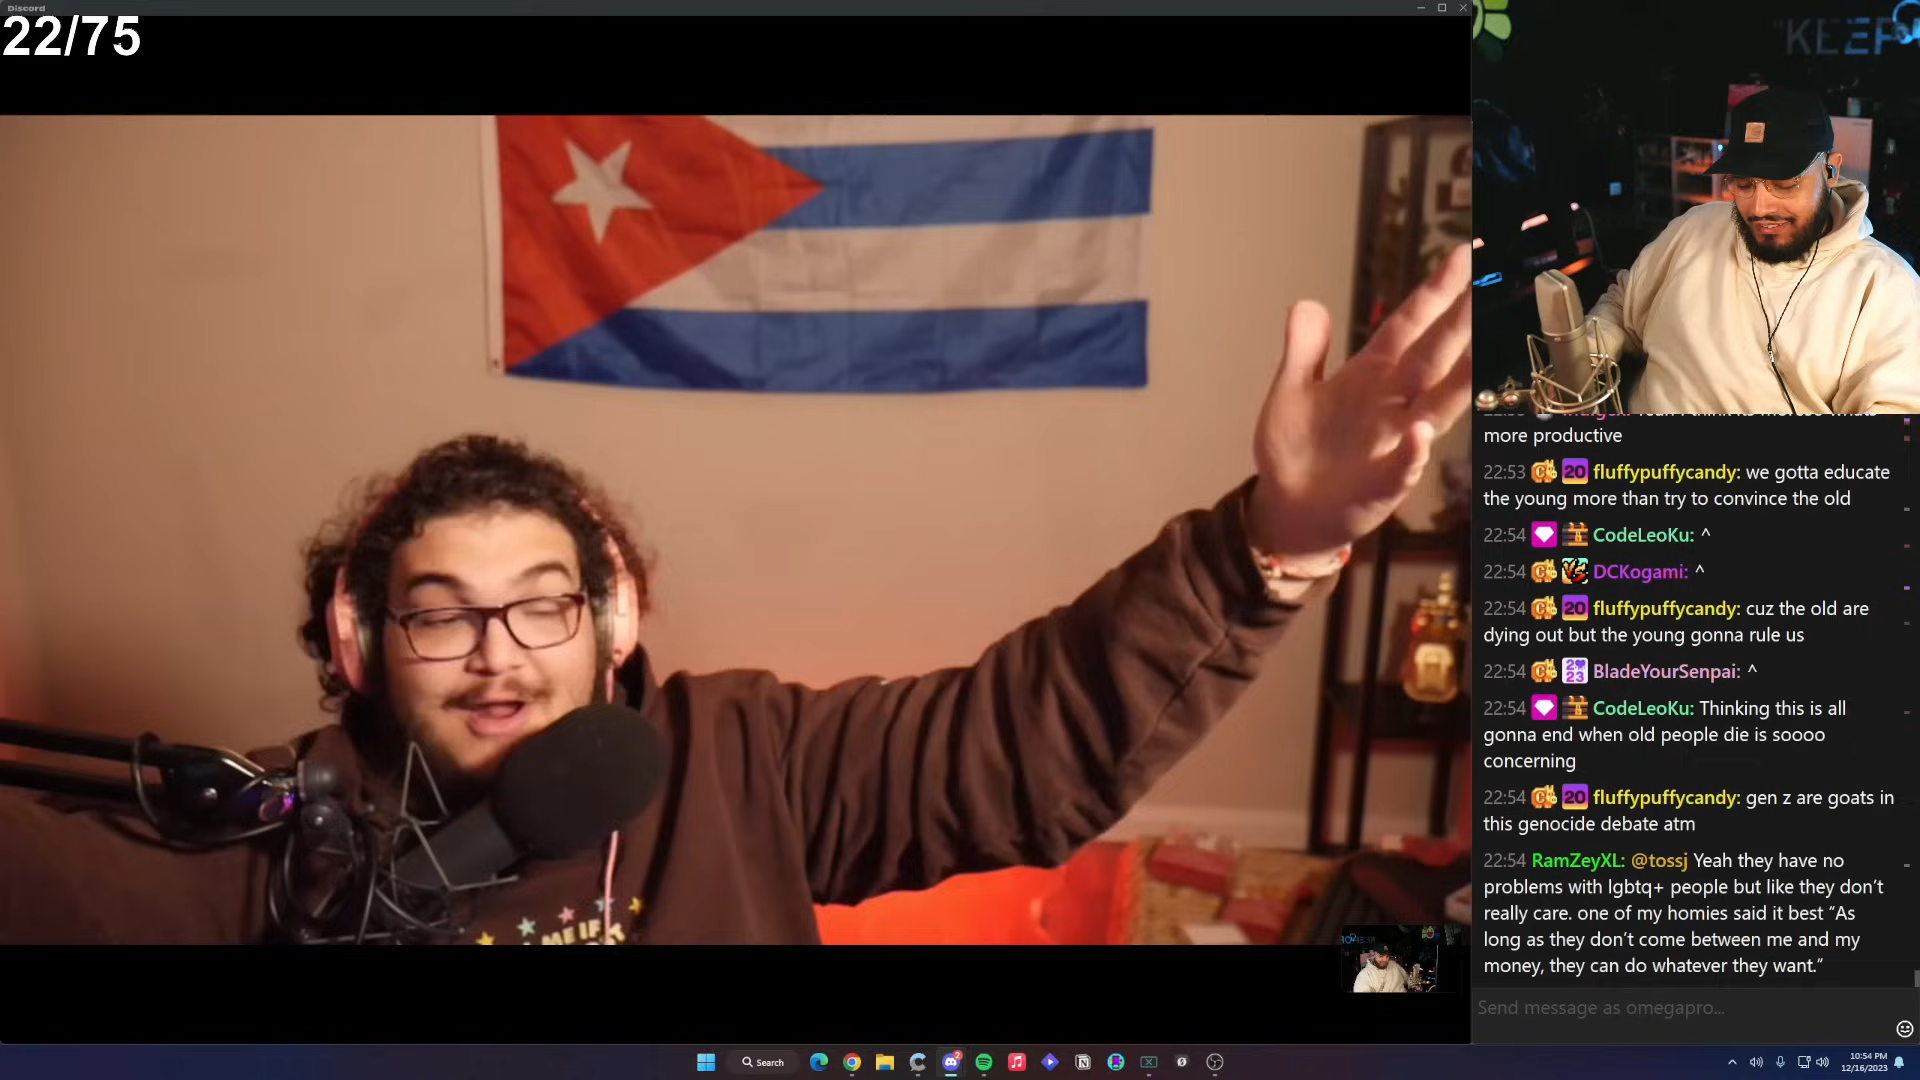 Discord
22/75
"KEEP
more productive
22:53 fluffypuffycandy: we gotta educate
the young more than try to convince the old
22:54 CodeLeoKu: ^
22:54 DCKogami: ^
22:54 20 fluffypuffycandy: cuz the old are
dying out but the young gonna rule us
22:54 BladeYourSenpai: ^
22:54 CodeLeoKu: Thinking this is all
gonna end when old people die is soooo
concerning
22:54 20 fluffypuffycandy: gen z are goats in
this genocide debate atm
22:54 RamZeyXL: @tossj Yeah they have no
problems with lgbtq+ people but like they don't
really care. one of my homies said it best “As
long as they don't come between me and my
money, they can do whatever they want.”
ME IF
Send message as omegapro...
Search
2
10:54 PM
12/16/2023